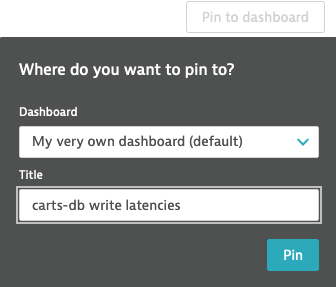 Pin to dashboard
Where do you want to pin to?
Dashboard
My very own dashboard (default)
Title
carts-db write latencies
Pin